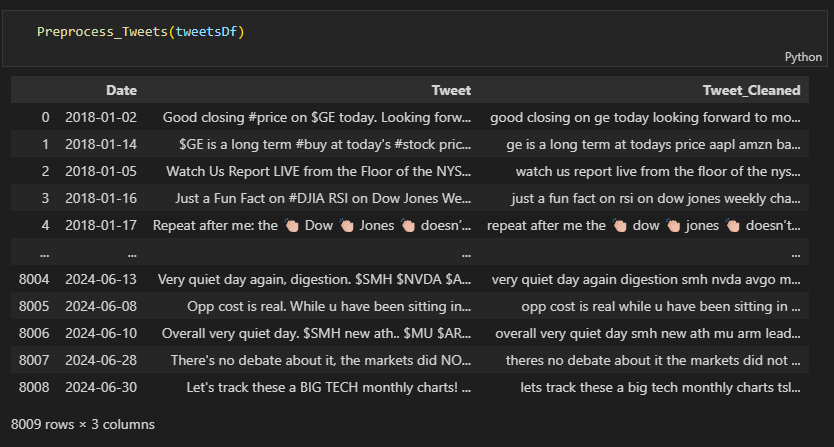 Preprocess_Tweets(tweetsDf)
Python
Date Tweet Tweet_Cleaned
0 2018-01-02 Good closing #price on $GE today. Looking forw... good closing on ge today looking forward to mo...
1 2018-01-14 $GE is a long term #buy at today's #stock pric... ge is a long term at todays price aapl amzn ba...
2 2018-01-05 Watch Us Report LIVE from the Floor of the NYS... watch us report live from the floor of the nys...
3 2018-01-16 Just a Fun Fact on #DJIA RSI on Dow Jones We... just a fun fact on rsi on dow jones weekly cha...
4 2018-01-17 Repeat after me: the 👏🏻 Dow 👏🏻 Jones 👏🏻 doesn’... repeat after me the 👏🏻 dow 👏🏻 jones 👏🏻 doesn’t...
... ... ... ...
8004 2024-06-13 Very quiet day again, digestion. $SMH $NVDA $A... very quiet day again digestion smh nvda avgo m...
8005 2024-06-08 Opp cost is real. While u have been sitting in... opp cost is real while u have been sitting in ...
8006 2024-06-10 Overall very quiet day. $SMH new ath.. $MU $AR... overall very quiet day smh new ath mu arm lead...
8007 2024-06-28 There's no debate about it, the markets did NO... theres no debate about it the markets did not ...
8008 2024-06-30 Let's track these a BIG TECH monthly charts! ... lets track these a big tech monthly charts tsl...
8009 rows × 3 columns